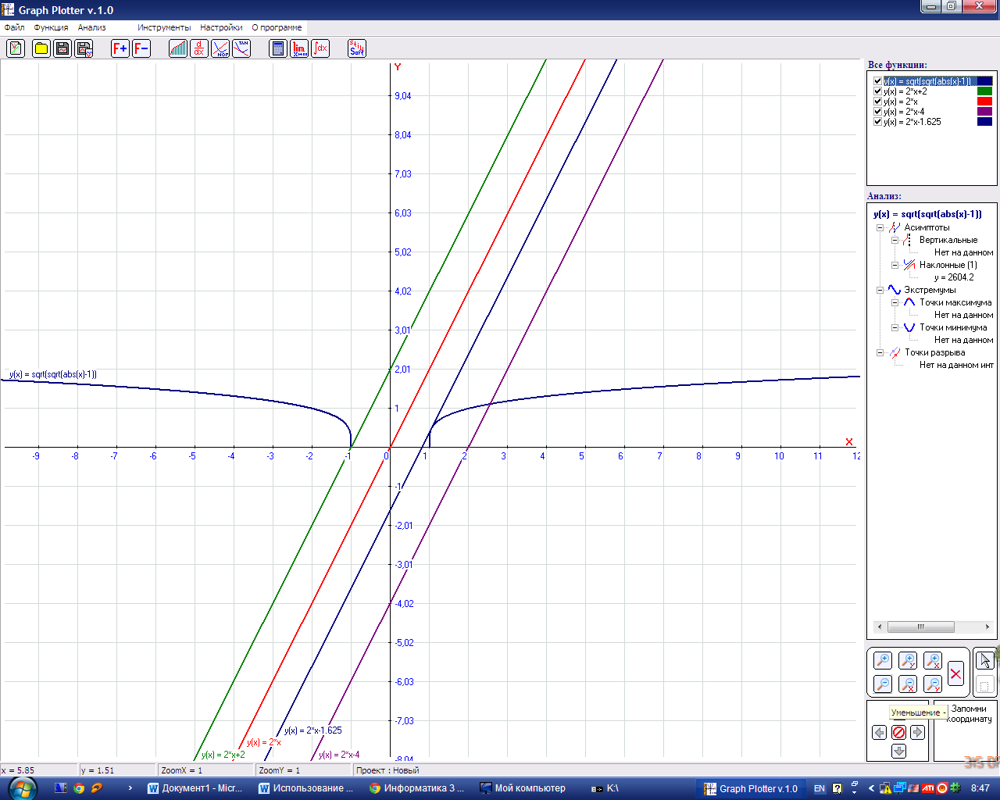 Graph Plotter v.1.0
Файл Функция Анализ Инструменты Настройки О программе
F+ F- d/dx NOP TAN lim ∫dx Soft
Y
9,04
8,04
7,03
6,03
5,02
4,02
3,01
2,01
1
-9 -8 -7 -6 -5 -4 -3 -2 -1 0 1 2 3 4 5 6 7 8 9 10 11 12
X
-1
-2,01
-3,01
-4,02
-5,02
-6,03
-7,03
-8,04
y(x) = sqrt(sqrt(abs(x)-1))
y(x) = 2*x-1.625
y(x) = 2*x
y(x) = 2*x+2
y(x) = 2*x-4
Все функции:
y(x) = sqrt(sqrt(abs(x)-1))
y(x) = 2*x+2
y(x) = 2*x
y(x) = 2*x-4
y(x) = 2*x-1.625
Анализ:
y(x) = sqrt(sqrt(abs(x)-1))
Асимптоты
Вертикальные
Нет на данном
Наклонные (1)
y = 2604.2
Экстремумы
Точки максимума
Нет на данном
Точки минимума
Нет на данном
Точки разрыва
Нет на данном инт
Y X
X Y
Уменьшение -
Запомни
координату
x = 5.85 y = 1.51 ZoomX = 1 ZoomY = 1 Проект : Новый
Документ1 - Micr... Использование ... Информатика 3 ... Мой компьютер K:\ Graph Plotter v.1.0 EN ATI 8:47